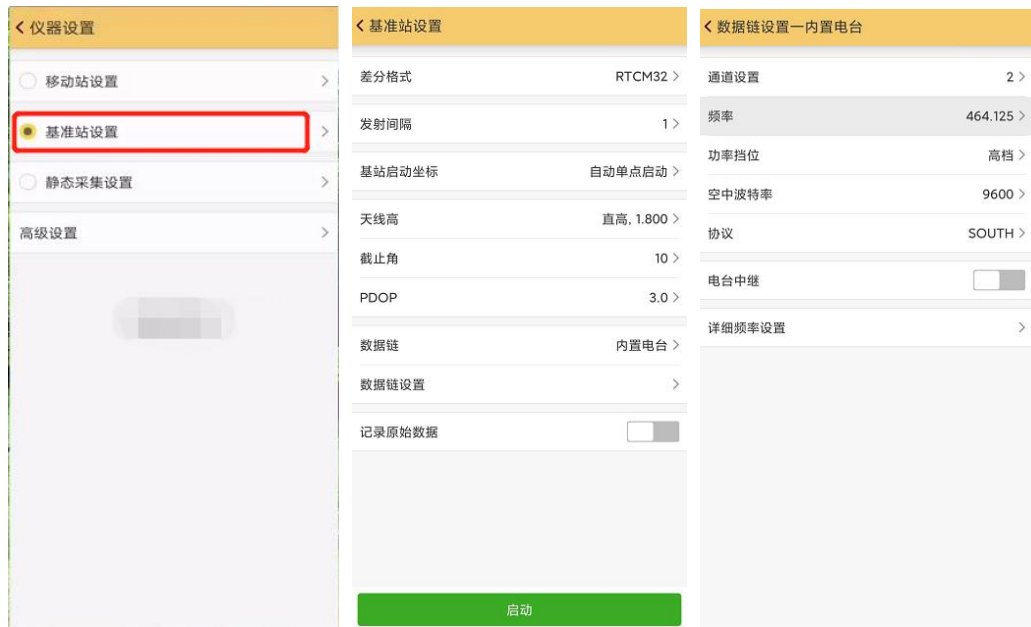 仪器设置
移动站设置
基准站设置
静态采集设置
高级设置
基准站设置
差分格式 RTCM32
发射间隔 1
基站启动坐标 自动单点启动
天线高 直高, 1.800
截止角 10
PDOP 3.0
数据链 内置电台
数据链设置
记录原始数据
启动
数据链设置一内置电台
通道设置 2
频率 464.125
功率挡位 高档
空中波特率 9600
协议 SOUTH
电台中继
详细频率设置